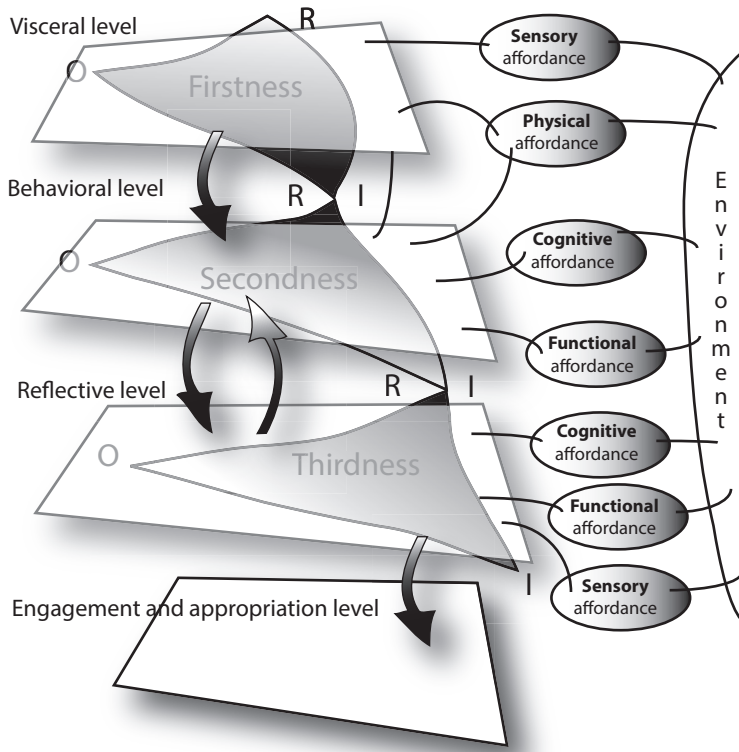 Visceral level
R
Sensory
affordance
O
Firstness
Physical
affordance
Behavioral level
R I
Environment
Cognitive
affordance
O
Secondness
Functional
affordance
Reflective level
R I
Cognitive
affordance
O
Thirdness
Functional
affordance
I
Sensory
affordance
Engagement and appropriation level